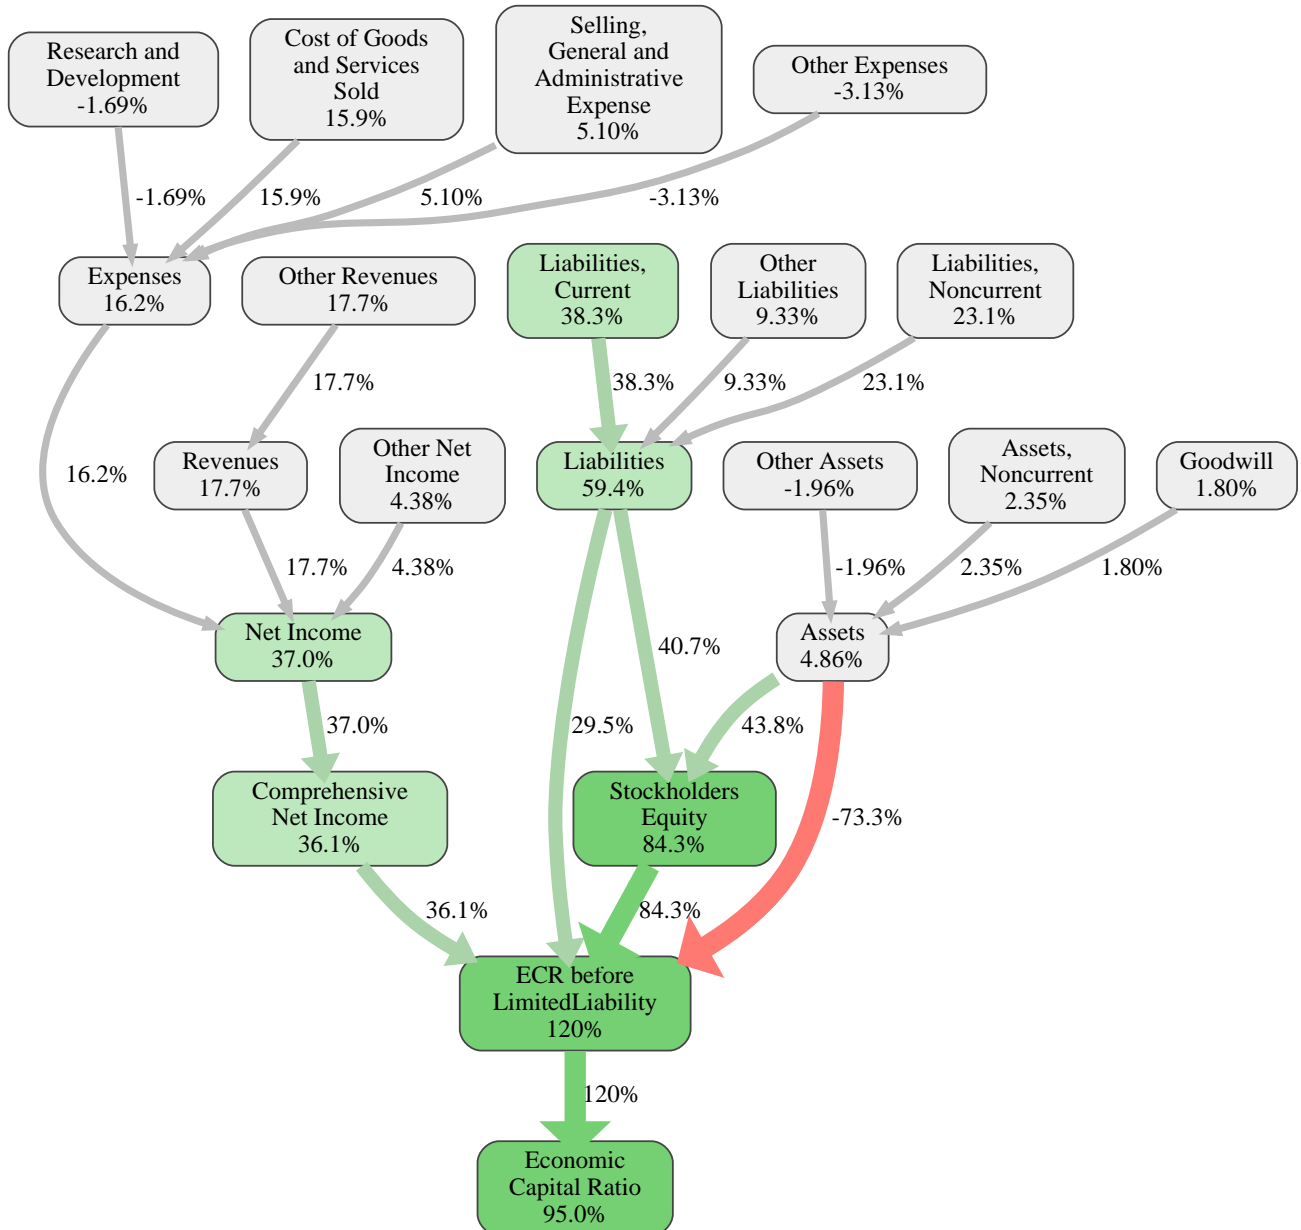 Research and
Development
-1.69%
Cost of Goods
and Services
Sold
15.9%
Selling,
General and
Administrative
Expense
5.10%
Other Expenses
-3.13%
-1.69%
15.9%
5.10%
-3.13%
Expenses
16.2%
Other Revenues
17.7%
Liabilities,
Current
38.3%
Other
Liabilities
9.33%
Liabilities,
Noncurrent
23.1%
17.7%
38.3%
9.33%
23.1%
16.2%
Revenues
17.7%
Other Net
Income
4.38%
Liabilities
59.4%
Other Assets
-1.96%
Assets,
Noncurrent
2.35%
Goodwill
1.80%
17.7%
4.38%
-1.96%
2.35%
1.80%
Net Income
37.0%
40.7%
Assets
4.86%
37.0%
29.5%
43.8%
Comprehensive
Net Income
36.1%
Stockholders
Equity
84.3%
-73.3%
36.1%
84.3%
ECR before
LimitedLiability
120%
120%
Economic
Capital Ratio
95.0%